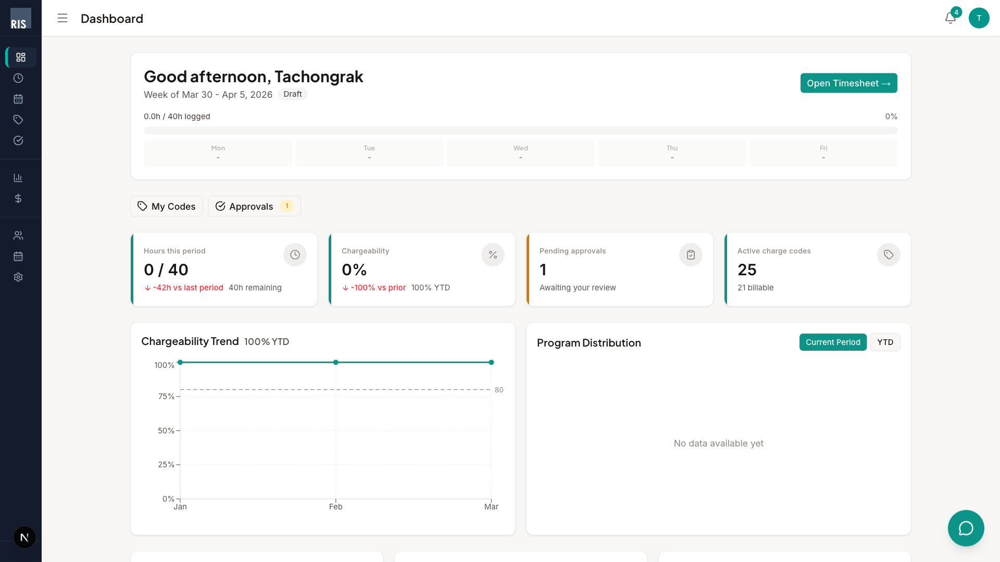 RIS
Dashboard
4
T
Good afternoon, Tachongrak
Week of Mar 30 - Apr 5, 2026 Draft
Open Timesheet →
0.0h / 40h logged
0%
Mon Tue Wed Thu Fri
- - - - -
My Codes
Approvals 1
Hours this period
0 / 40
↓ -42h vs last period 40h remaining
Chargeability
0%
↓ -100% vs prior 100% YTD
Pending approvals
1
Awaiting your review
Active charge codes
25
21 billable
Chargeability Trend 100% YTD
100%
80
75%
50%
25%
0%
Jan Feb Mar
Program Distribution
Current Period YTD
No data available yet
N